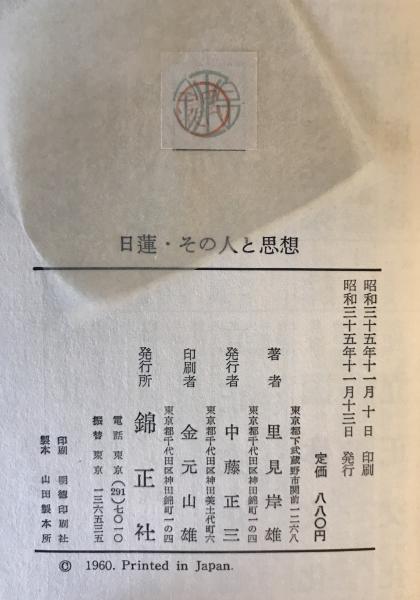 日蓮・その人と思想
昭和三十五年十一月十日 印刷
昭和三十五年十一月十三日 発行
定価 八八〇円
東京都下武蔵野市関前一二六八
著者 里見岸雄
東京都千代田区神田錦町一の四
発行者 中藤正三
東京都千代田区神田美土代町六
印刷者 金元山雄
東京都千代田区神田錦町一の四
発行所 錦正社
電話 東京(291)七〇一〇
振替 東京 一三六五三五
印刷 明徳印刷社
製本 山田製本所
© 1960. Printed in Japan.